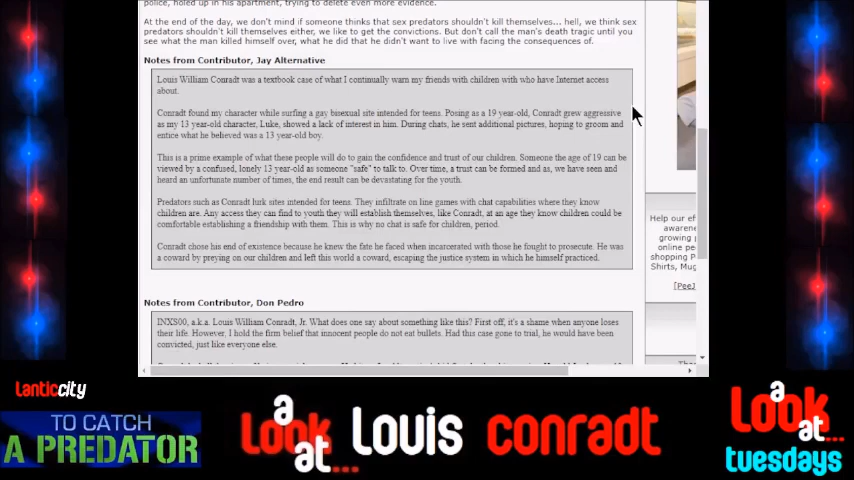 police, holed up in his apartment, trying to delete even more evidence.
At the end of the day, we don't mind if someone thinks that sex predators shouldn't kill themselves... hell, we think sex
predators shouldn't kill themselves either, we like to get the convictions. But don't call the man's death tragic until you
see what the man killed himself over, what he did that he didn't want to live with facing the consequences of.
Notes from Contributor, Jay Alternative
Louis William Conradt was a textbook case of what I continually warn my friends with children with who have Internet access
about.
Conradt found my character while surfing a gay bisexual site intended for teens. Posing as a 19 year-old, Conradt grew aggressive
as my 13 year-old character, Luke, showed a lack of interest in him. During chats, he sent additional pictures, hoping to groom and
entice what he believed was a 13 year-old boy.
This is a prime example of what these people will do to gain the confidence and trust of our children. Someone the age of 19 can be
viewed by a confused, lonely 13 year-old as someone "safe" to talk to. Over time, a trust can be formed and as, we have seen and
heard an unfortunate number of times, the end result can be devastating for the youth.
Predators such as Conradt lurk sites intended for teens. They infiltrate on line games with chat capabilities where they know
children are. Any access they can find to youth they will establish themselves, like Conradt, at an age they know children could be
comfortable establishing a friendship with them. This is why no chat is safe for children, period.
Conradt chose his end of existence because he knew the fate he faced when incarcerated with those he fought to prosecute. He was
a coward by preying on our children and left this world a coward, escaping the justice system in which he himself practiced.
Notes from Contributor, Don Pedro
INXS00, a.k.a. Louis William Conradt, Jr. What does one say about something like this? First off, it's a shame when anyone loses
their life. However, I hold the firm belief that innocent people do not eat bullets. Had this case gone to trial, he would have been
convicted, just like everyone else.
Help our ef
awarene
growing
online pe
shopping P
Shirts, Mug
[Pee
Lanticcity
TO CATCH
A PREDATOR
a
Look
at...
Louis conradt
a
Look
at...
tuesdays